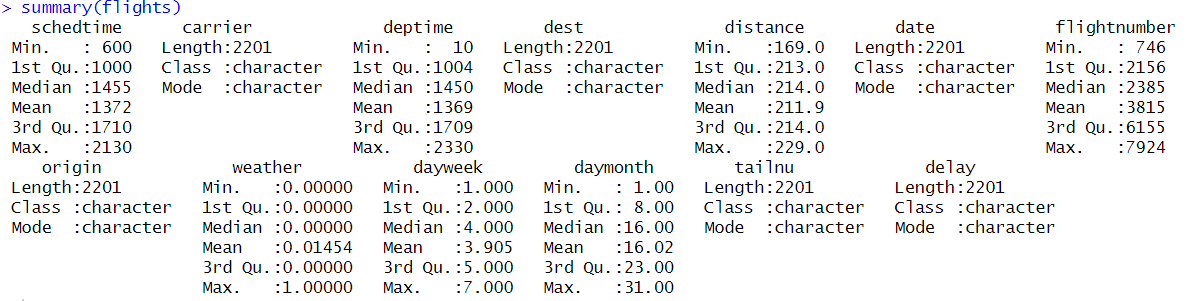 > summary(flights)
   schedtime      carrier             deptime         dest              distance         date            flightnumber
 Min.   : 600   Length:2201        Min.   :  10   Length:2201        Min.   :169.0   Length:2201        Min.   : 746
 1st Qu.:1000   Class :character   1st Qu.:1004   Class :character   1st Qu.:213.0   Class :character   1st Qu.:2156
 Median :1455   Mode  :character   Median :1450   Mode  :character   Median :214.0   Mode  :character   Median :2385
 Mean   :1372                      Mean   :1369                      Mean   :211.9                      Mean   :3815
 3rd Qu.:1710                      3rd Qu.:1709                      3rd Qu.:214.0                      3rd Qu.:6155
 Max.   :2130                      Max.   :2330                      Max.   :229.0                      Max.   :7924
    origin             weather           dayweek         daymonth        tailnu             delay
 Length:2201        Min.   :0.00000   Min.   :1.000   Min.   : 1.00   Length:2201        Length:2201
 Class :character   1st Qu.:0.00000   1st Qu.:2.000   1st Qu.: 8.00   Class :character   Class :character
 Mode  :character   Median :0.00000   Median :4.000   Median :16.00   Mode  :character   Mode  :character
                    Mean   :0.01454   Mean   :3.905   Mean   :16.02
                    3rd Qu.:0.00000   3rd Qu.:5.000   3rd Qu.:23.00
                    Max.   :1.00000   Max.   :7.000   Max.   :31.00